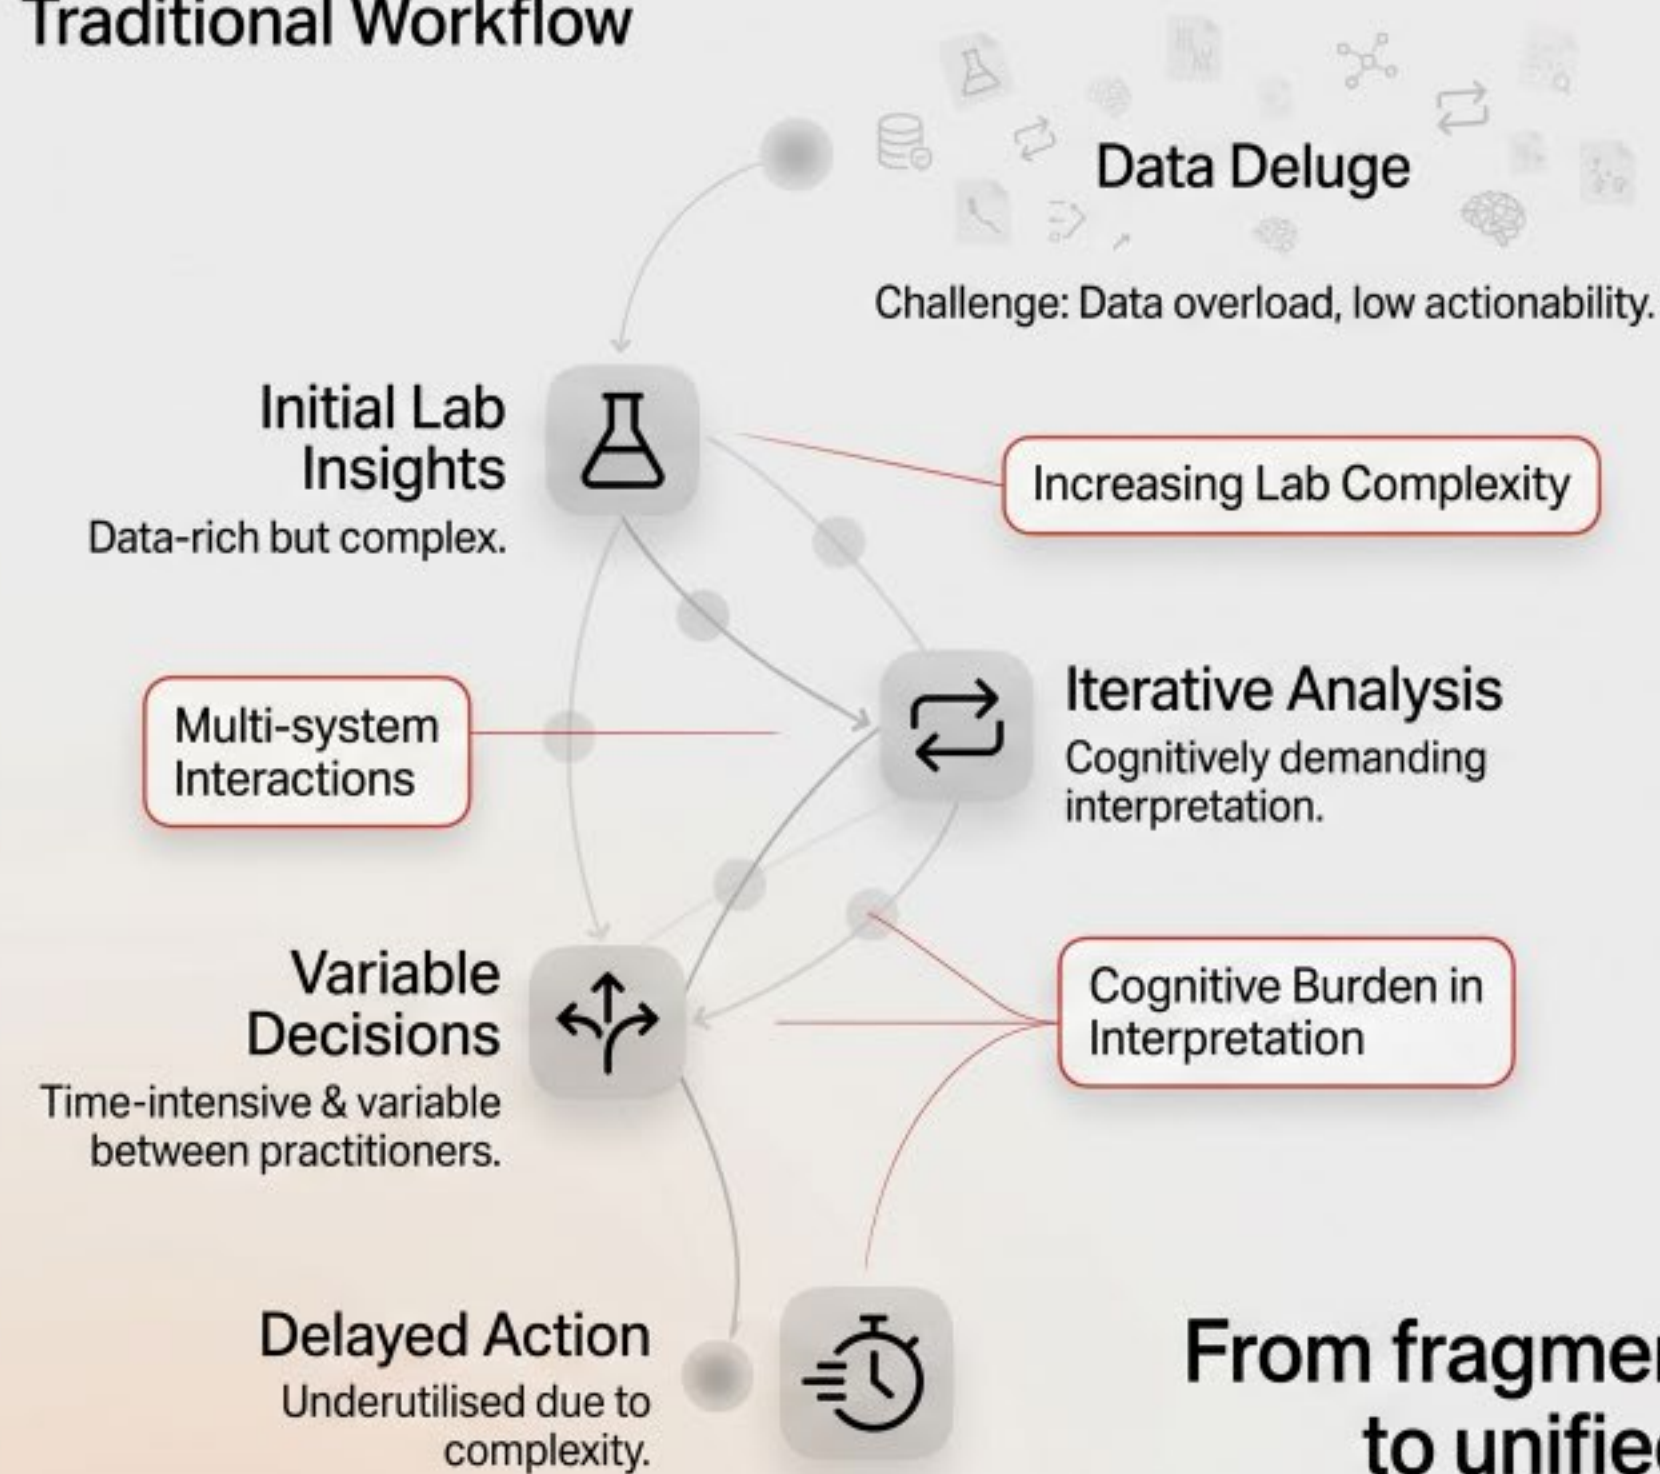 Traditional Workflow
Data Deluge
Challenge: Data overload, low actionability.
Initial Lab
Insights
Data-rich but complex.
Increasing Lab Complexity
Multi-system
Interactions
Iterative Analysis
Cognitively demanding
interpretation.
Variable
Decisions
Time-intensive & variable
between practitioners.
Cognitive Burden in
Interpretation
Delayed Action
Underutilised due to
complexity.
From
to